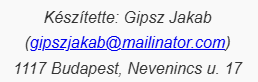 Készítette: Gipsz Jakab
(gipszjakab@mailinator.com)
1117 Budapest, Nevenincs u. 17